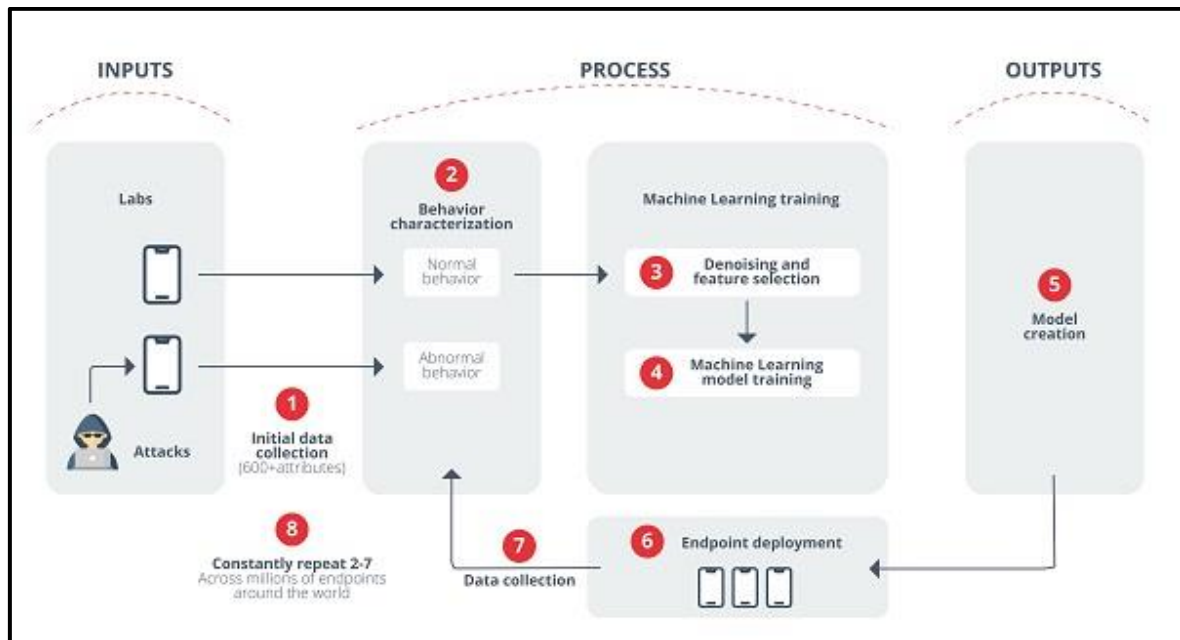 INPUTS
PROCESS
OUTPUTS
Labs
Attacks
1
Initial data
collection
(600+attributes)
2
Behavior
characterization
Normal
behavior
Abnormal
behavior
Machine Learning training
3
Denoising and
feature selection
4
Machine Learning
model training
5
Model
creation
6
Endpoint deployment
7
Data collection
8
Constantly repeat 2-7
Across millions of endpoints
around the world